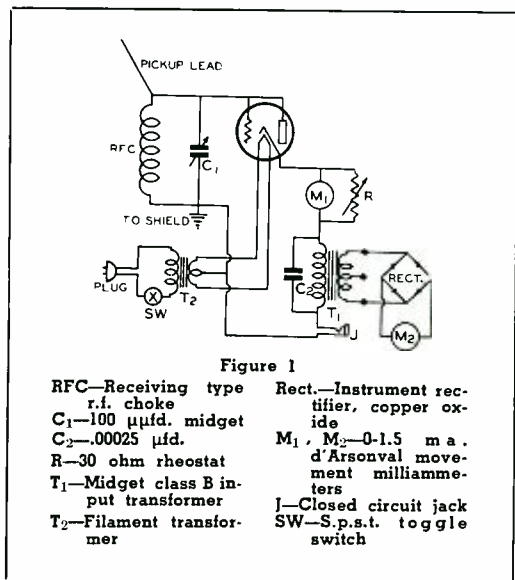 PICKUP LEAD
RFC
C1
M1
R
TO SHIELD
PLUG
SW
T2
C2
T1
RECT.
J
M2
Figure 1
RFC—Receiving type
r.f. choke
C1—100 μμfd. midget
C2—.00025 μfd.
R—30 ohm rheostat
T1—Midget class B in-
put transformer
T2—Filament transfor-
mer
Rect.—Instrument rec-
tifier, copper ox-
ide
M1, M2—0-1.5 ma.
d'Arsonval move-
ment milliamme-
ters
J—Closed circuit jack
SW—S.p.s.t. toggle
switch